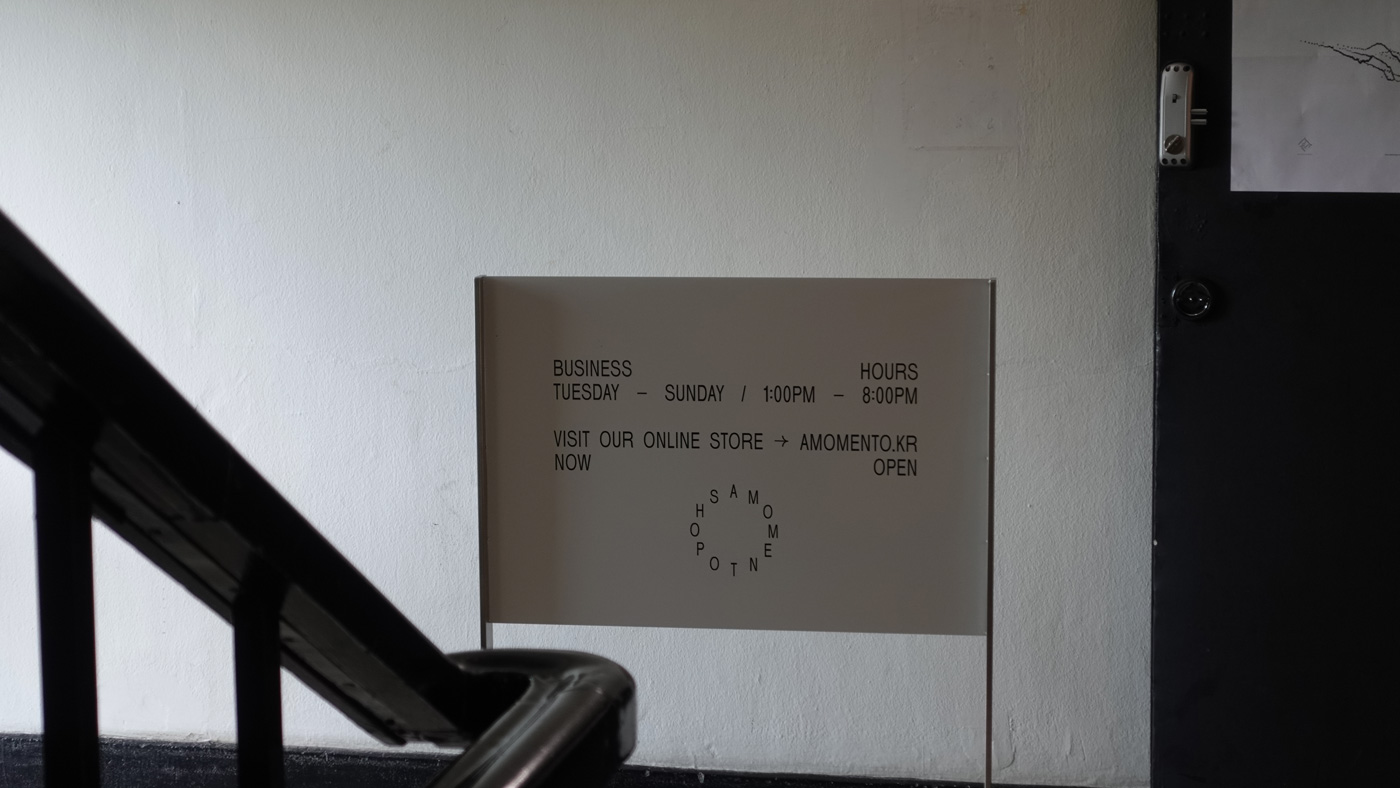 BUSINESS HOURS
TUESDAY – SUNDAY / 1:00PM – 8:00PM
VISIT OUR ONLINE STORE → AMOMENTO.KR
NOW OPEN
AMOMENTO SHOP